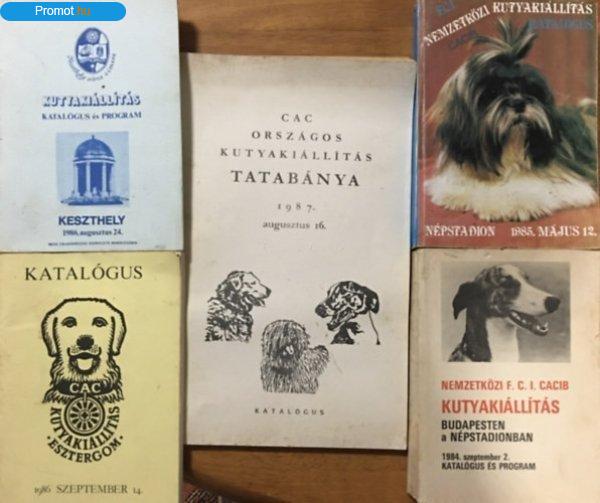 Promot.hu
KUTYAKIÁLLÍTÁS
KATALÓGUS és PROGRAM
KESZTHELY
1986. augusztus 24.
CAC
ORSZÁGOS
KUTYAKIÁLLÍTÁS
TATABÁNYA
1987.
augusztus 16.
KATALÓGUS
NEMZETKÖZI KUTYAKIÁLLÍTÁS
CACIB
KATALÓGUS
NÉPSTADION 1985. MÁJUS 12.
KATALÓGUS
CAC
KUTYAKIÁLLÍTÁS
ESZTERGOM
1986 SZEPTEMBER 14.
NEMZETKÖZI F. C. I. CACIB
KUTYAKIÁLLÍTÁS
BUDAPESTEN
a NÉPSTADIONBAN
1984. szeptember 2.
KATALÓGUS ÉS PROGRAM